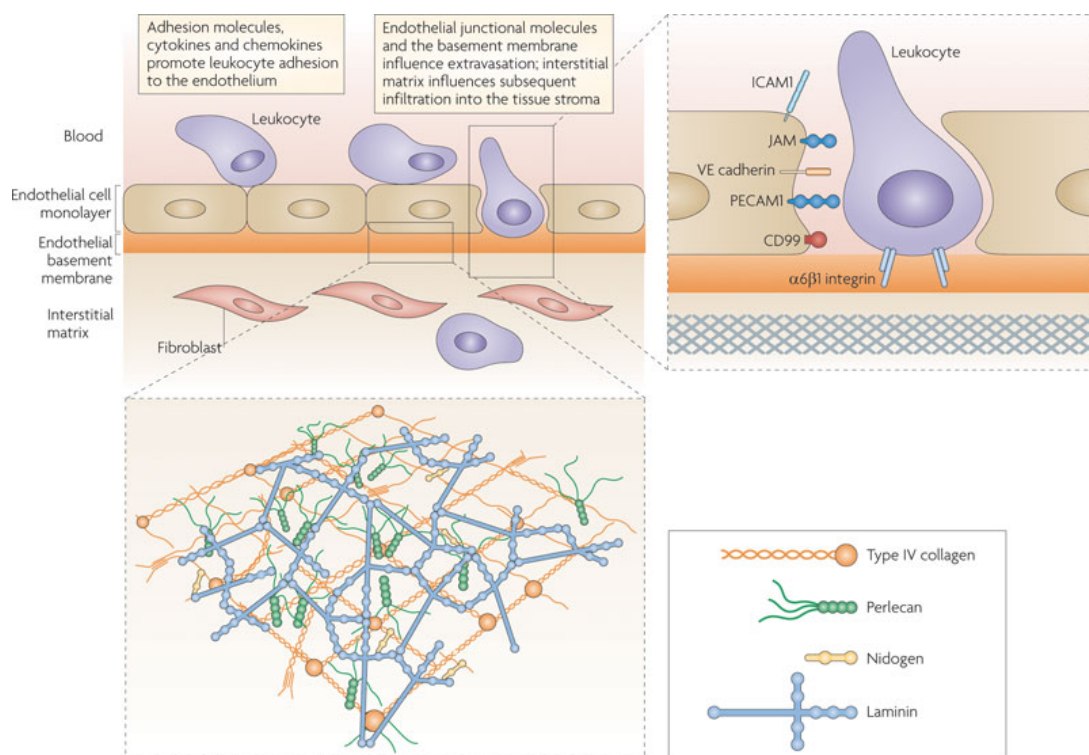 Adhesion molecules,
cytokines and chemokines
promote leukocyte adhesion
to the endothelium
Endothelial junctional molecules
and the basement membrane
influence extravasation; interstitial
matrix influences subsequent
infiltration into the tissue stroma
Leukocyte
Blood
Endothelial cell
monolayer
Endothelial
basement
membrane
Interstitial
matrix
Fibroblast
Leukocyte
ICAM1
JAM
VE cadherin
PECAM1
CD99
α6β1 integrin
Type IV collagen
Perlecan
Nidogen
Laminin